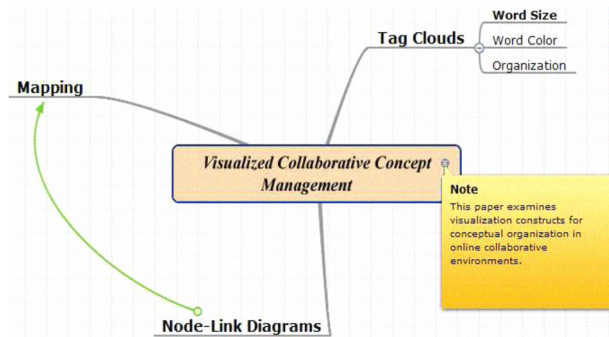 Word Size
Tag Clouds
Word Color
Organization
Mapping
Visualized Collaborative Concept
Management
Note
This paper examines
visualization constructs for
conceptual organization in
online collaborative
environments.
Node-Link Diagrams